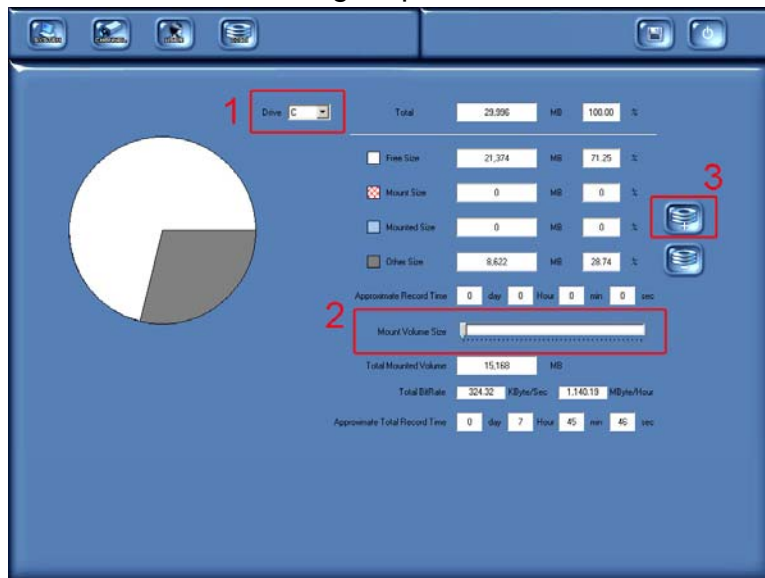 1 Drive C Total 29,996 MB 100.00 %
Free Size 21,374 MB 71.25 %
Mount Size 0 MB 0 %
3
Mounted Size 0 MB 0 %
Other Size 8,622 MB 28.74 %
Approximate Record Time 0 day 0 Hour 0 min 0 sec
2 Mount Volume Size
Total Mounted Volume 15,168 MB
Total BitRate 324.32 KByte/Sec 1,140.19 MByte/Hour
Approximate Total Record Time 0 day 7 Hour 45 min 46 sec